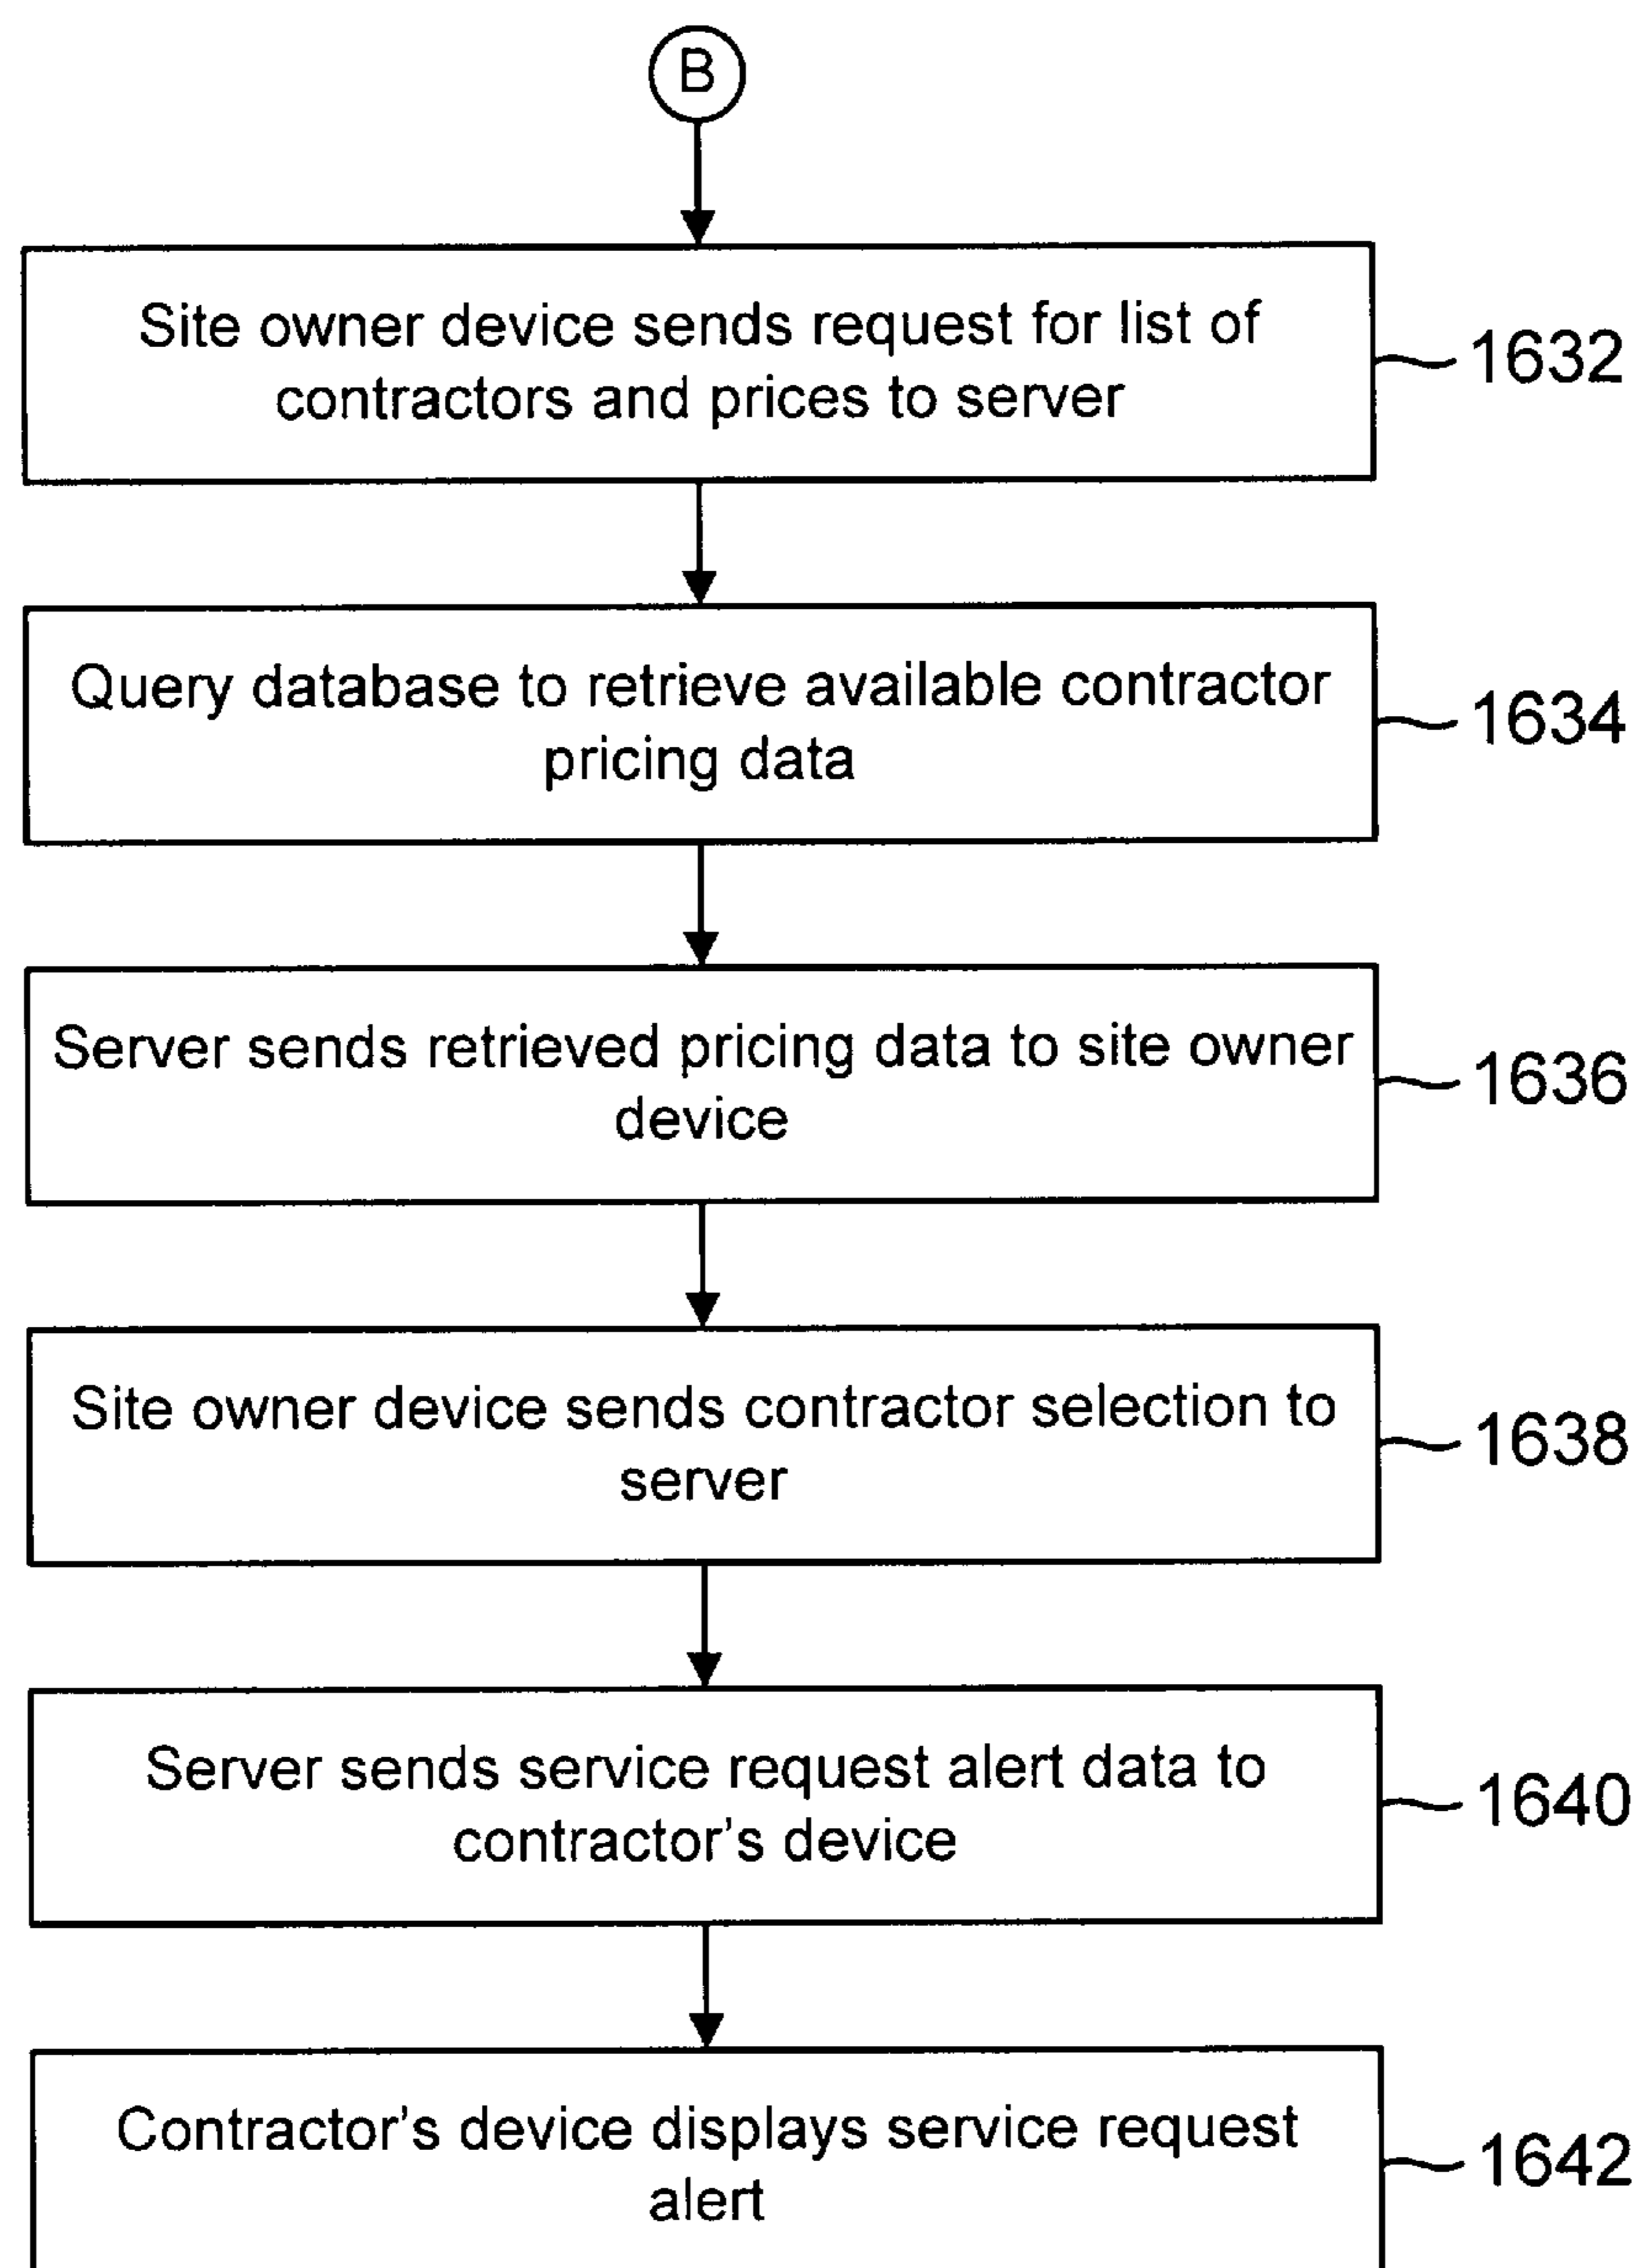 B
Site owner device sends request for list of
contractors and prices to server
1632
Query database to retrieve available contractor
pricing data
1634
Server sends retrieved pricing data to site owner
device
1636
Site owner device sends contractor selection to
server
1638
Server sends service request alert data to
contractor’s device
1640
Contractor’s device displays service request
alert
1642